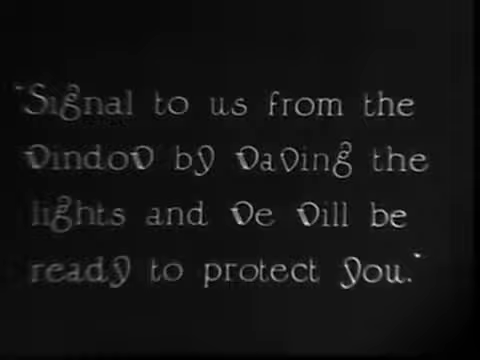 "Signal to us from the
window by waving the
lights and we will be
ready to protect you."